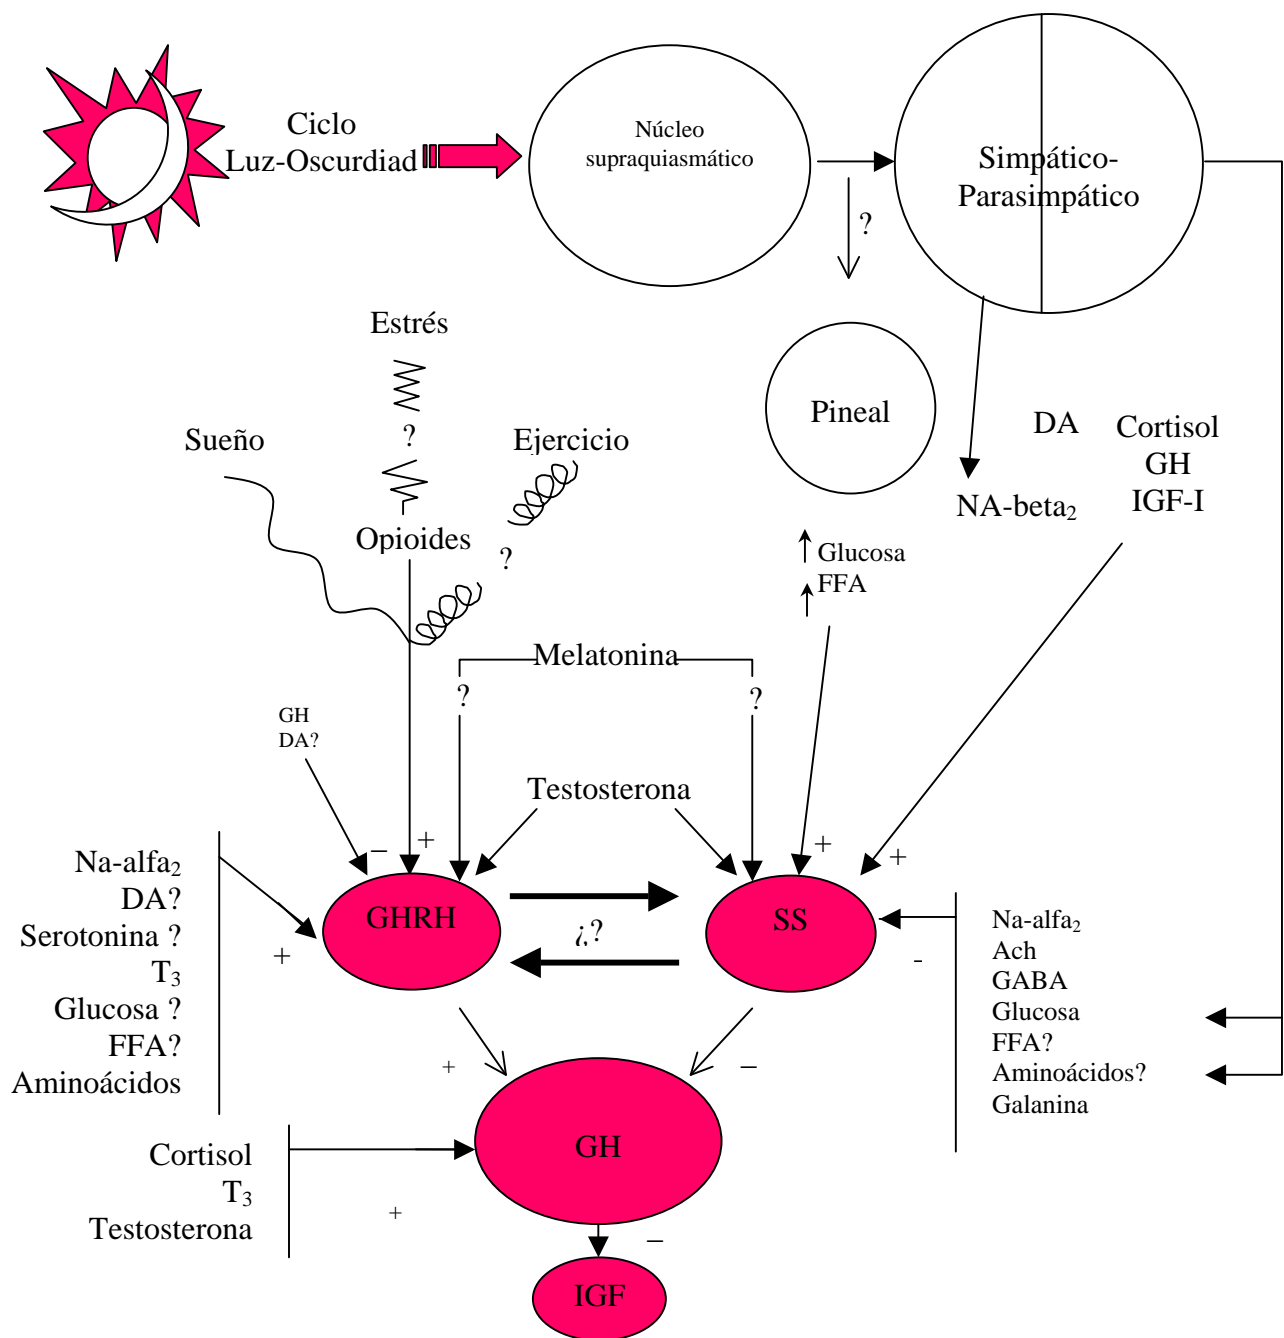 Ciclo
Luz-Oscurdiad
Núcleo
supraquiasmático
Simpático-
Parasimpático
?
Estrés
?
Sueño
Ejercicio
Opioides
?
Pineal
DA
Cortisol
GH
IGF-I
NA-beta₂
Glucosa
FFA
Melatonina
?
?
GH
DA?
Testosterona
–
+
+
+
Na-alfa₂
DA?
Serotonina ?
T₃
Glucosa ?
FFA?
Aminoácidos
+
GHRH
¿?
SS
-
Na-alfa₂
Ach
GABA
Glucosa
FFA?
Aminoácidos?
Galanina
+
–
GH
Cortisol
T₃
Testosterona
+
–
IGF